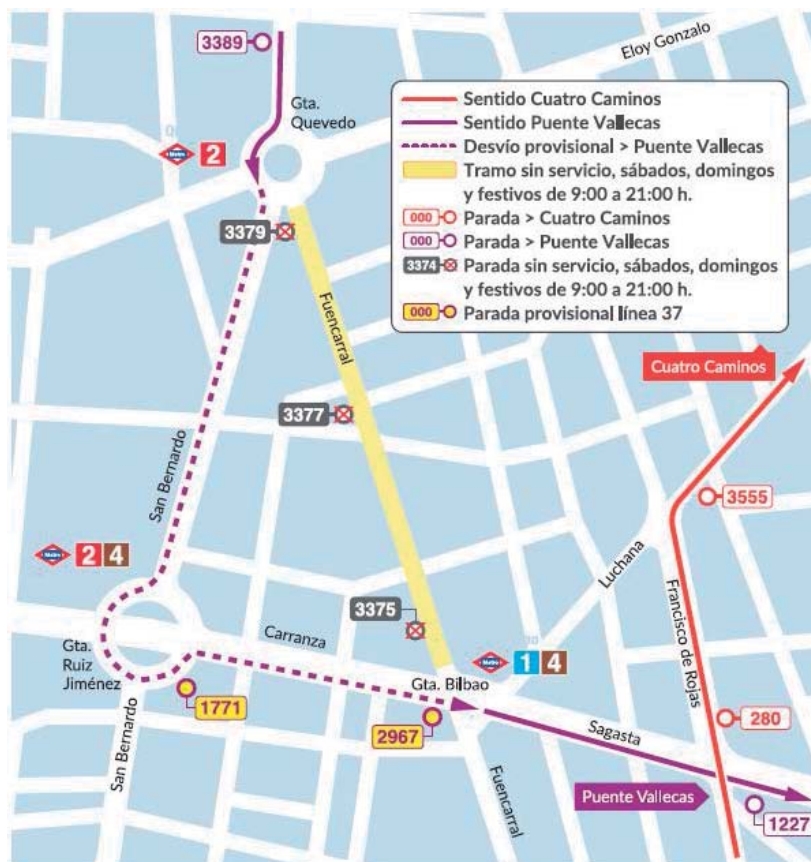 3389
Eloy Gonzalo
Gta.
Quevedo
Metro 2
Sentido Cuatro Caminos
Sentido Puente Vallecas
Desvío provisional > Puente Vallecas
Tramo sin servicio, sábados, domingos
y festivos de 9:00 a 21:00 h.
000 Parada > Cuatro Caminos
000 Parada > Puente Vallecas
3374 Parada sin servicio, sábados, domingos
y festivos de 9:00 a 21:00 h.
000 Parada provisional línea 37
3379
Fuencarral
Cuatro Caminos
3377
San Bernardo
3555
Metro 2 4
Luchana
Francisco de Rojas
3375
Carranza
Metro 1 4
Gta.
Ruiz
Jiménez
Gta. Bilbao
1771
2967
280
Sagasta
San Bernardo
Fuencarral
Puente Vallecas
1227